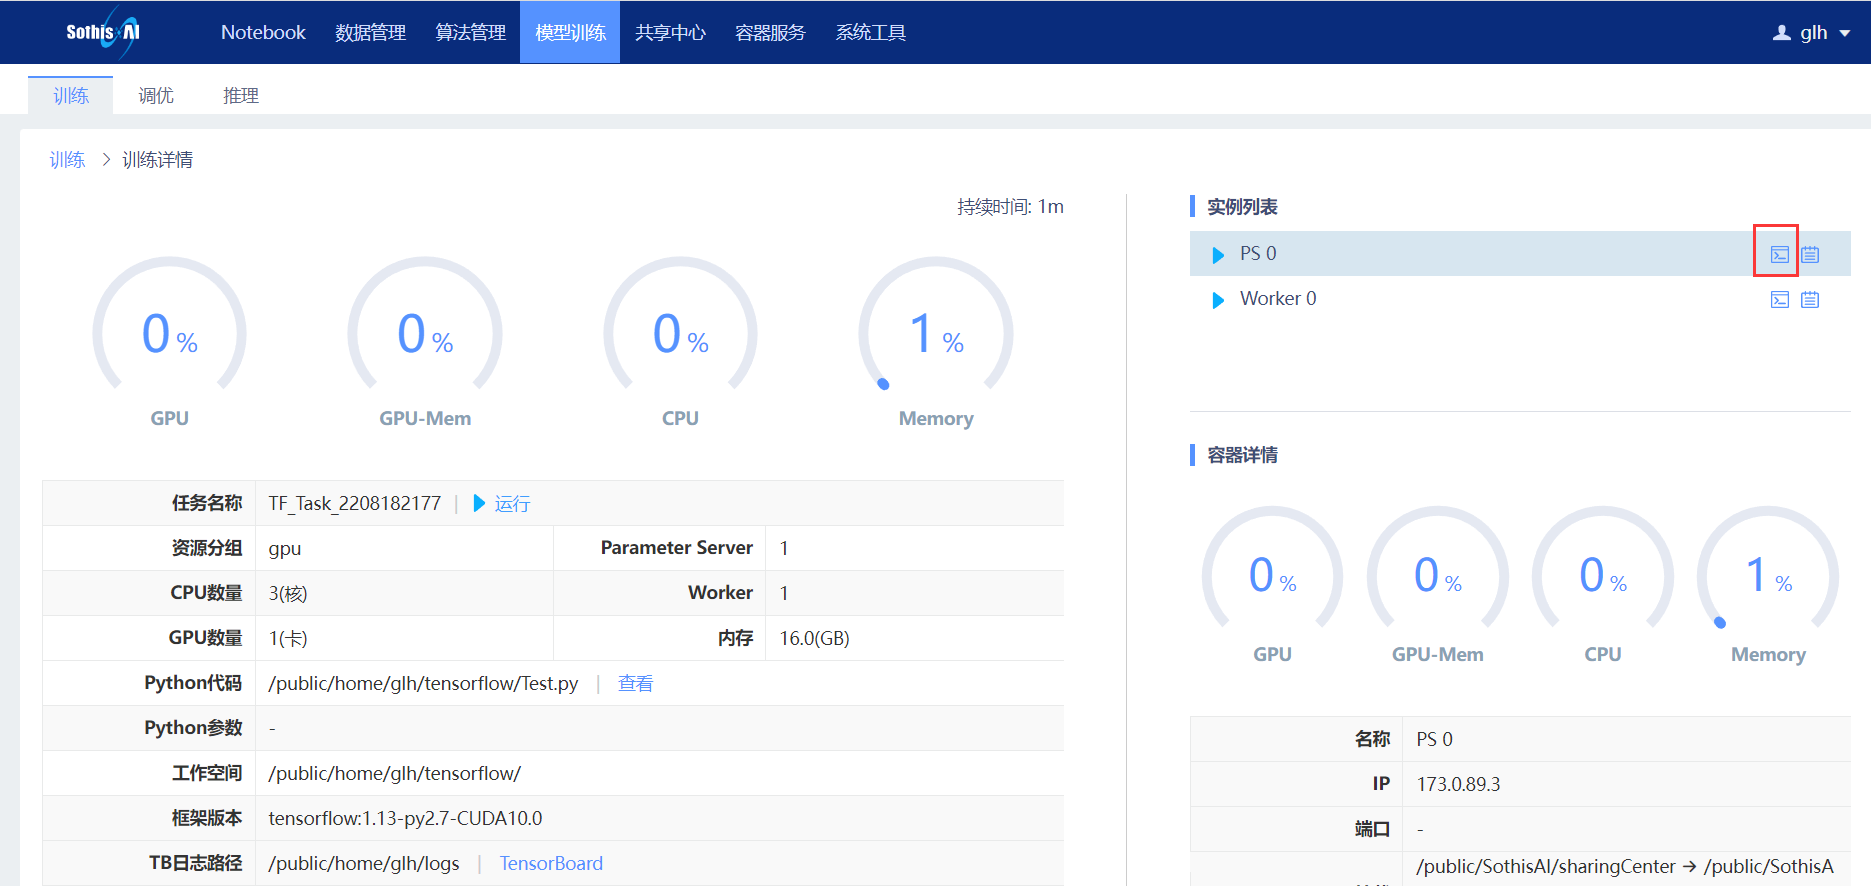 SothisAI Notebook 数据管理 算法管理 模型训练 共享中心 容器服务 系统工具 glh
训练 调优 推理
训练 > 训练详情
持续时间: 1m
0 % 0 % 0 % 1 %
GPU GPU-Mem CPU Memory
任务名称 TF_Task_2208182177 | 运行
资源分组 gpu Parameter Server 1
CPU数量 3(核) Worker 1
GPU数量 1(卡) 内存 16.0(GB)
Python代码 /public/home/glh/tensorflow/Test.py | 查看
Python参数 -
工作空间 /public/home/glh/tensorflow/
框架版本 tensorflow:1.13-py2.7-CUDA10.0
TB日志路径 /public/home/glh/logs | TensorBoard
实例列表
PS 0
Worker 0
容器详情
0 % 0 % 0 % 1 %
GPU GPU-Mem CPU Memory
名称 PS 0
IP 173.0.89.3
端口 -
/public/SothisAI/sharingCenter → /public/SothisA